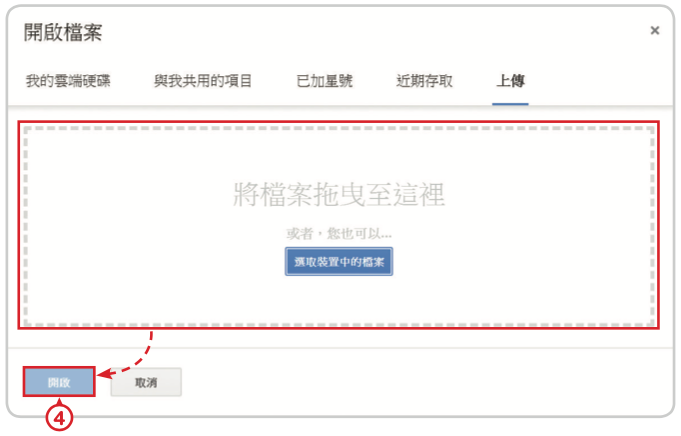 開啟檔案 ×
我的雲端硬碟 與我共用的項目 已加星號 近期存取 上傳
將檔案拖曳至這裡
或者，您也可以...
選取裝置中的檔案
開啟 取消
4